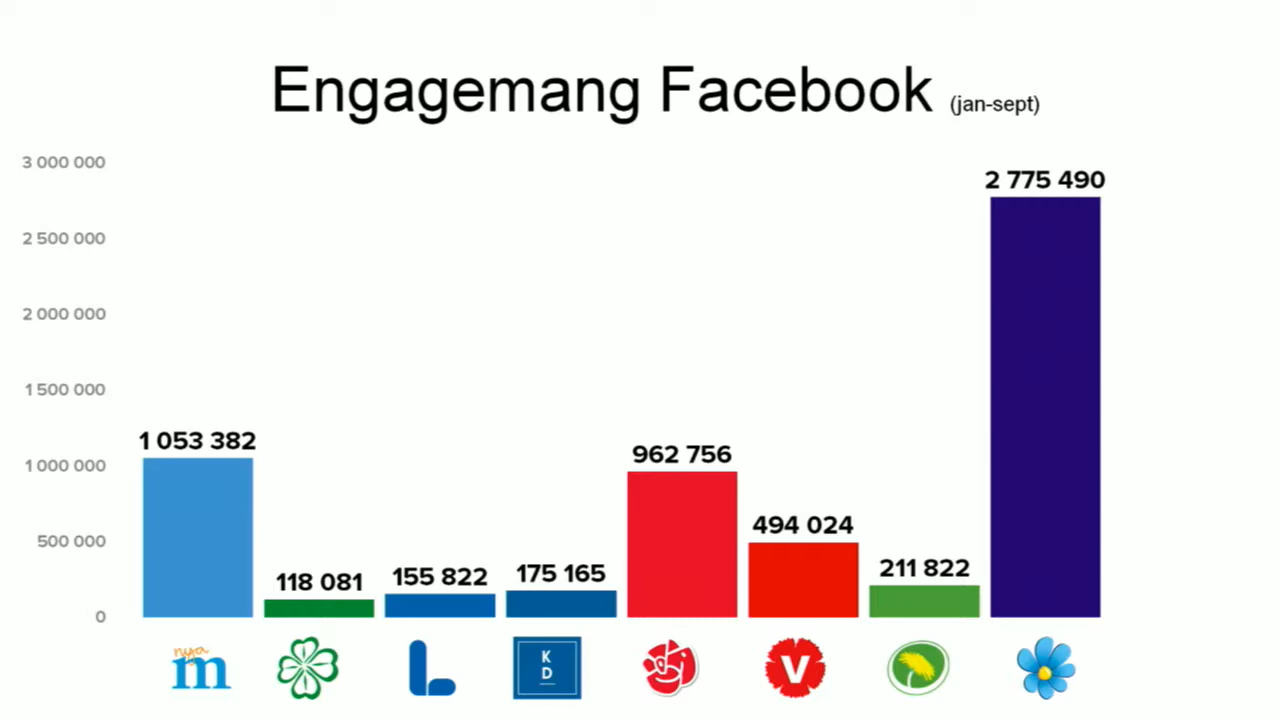 Engagemang Facebook (jan-sept)
3 000 000
2 775 490
2 500 000
2 000 000
1 500 000
1 053 382
962 756
1 000 000
494 024
500 000
118 081
155 822
175 165
211 822
0
nya
m
L
K
D
V